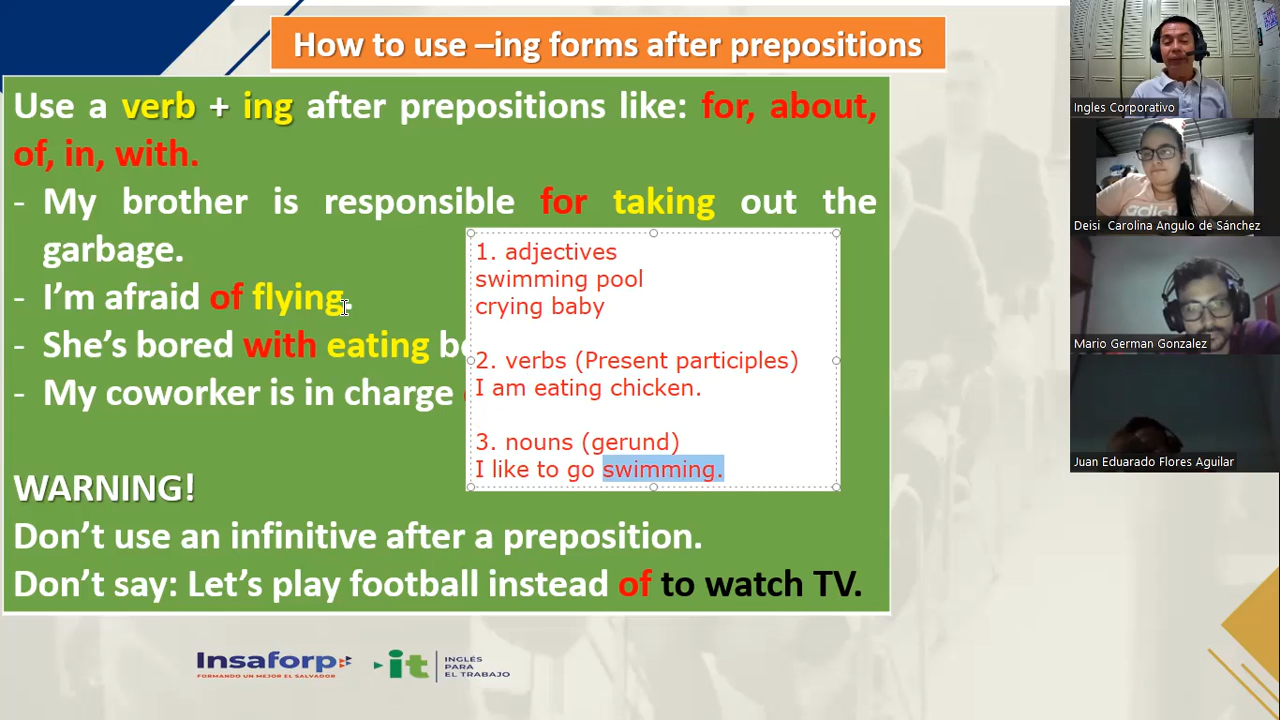 How to use –ing forms after prepositions
Use a verb + ing after prepositions like: for, about,
of, in, with.
- My brother is responsible for taking out the
garbage.
- I'm afraid of flying.
- She's bored with eating
- My coworker is in charge
WARNING!
Don't use an infinitive after a preposition.
Don't say: Let's play football instead of to watch TV.
1. adjectives
swimming pool
crying baby
2. verbs (Present participles)
I am eating chicken.
3. nouns (gerund)
I like to go swimming.
Insaforp
FORMANDO UN MEJOR EL SALVADOR
it
INGLÉS
PARA
EL TRABAJO
Ingles Corporativo
Deisi Carolina Angulo de Sánchez
adidas
Mario German Gonzalez
Juan Eduarado Flores Aguilar